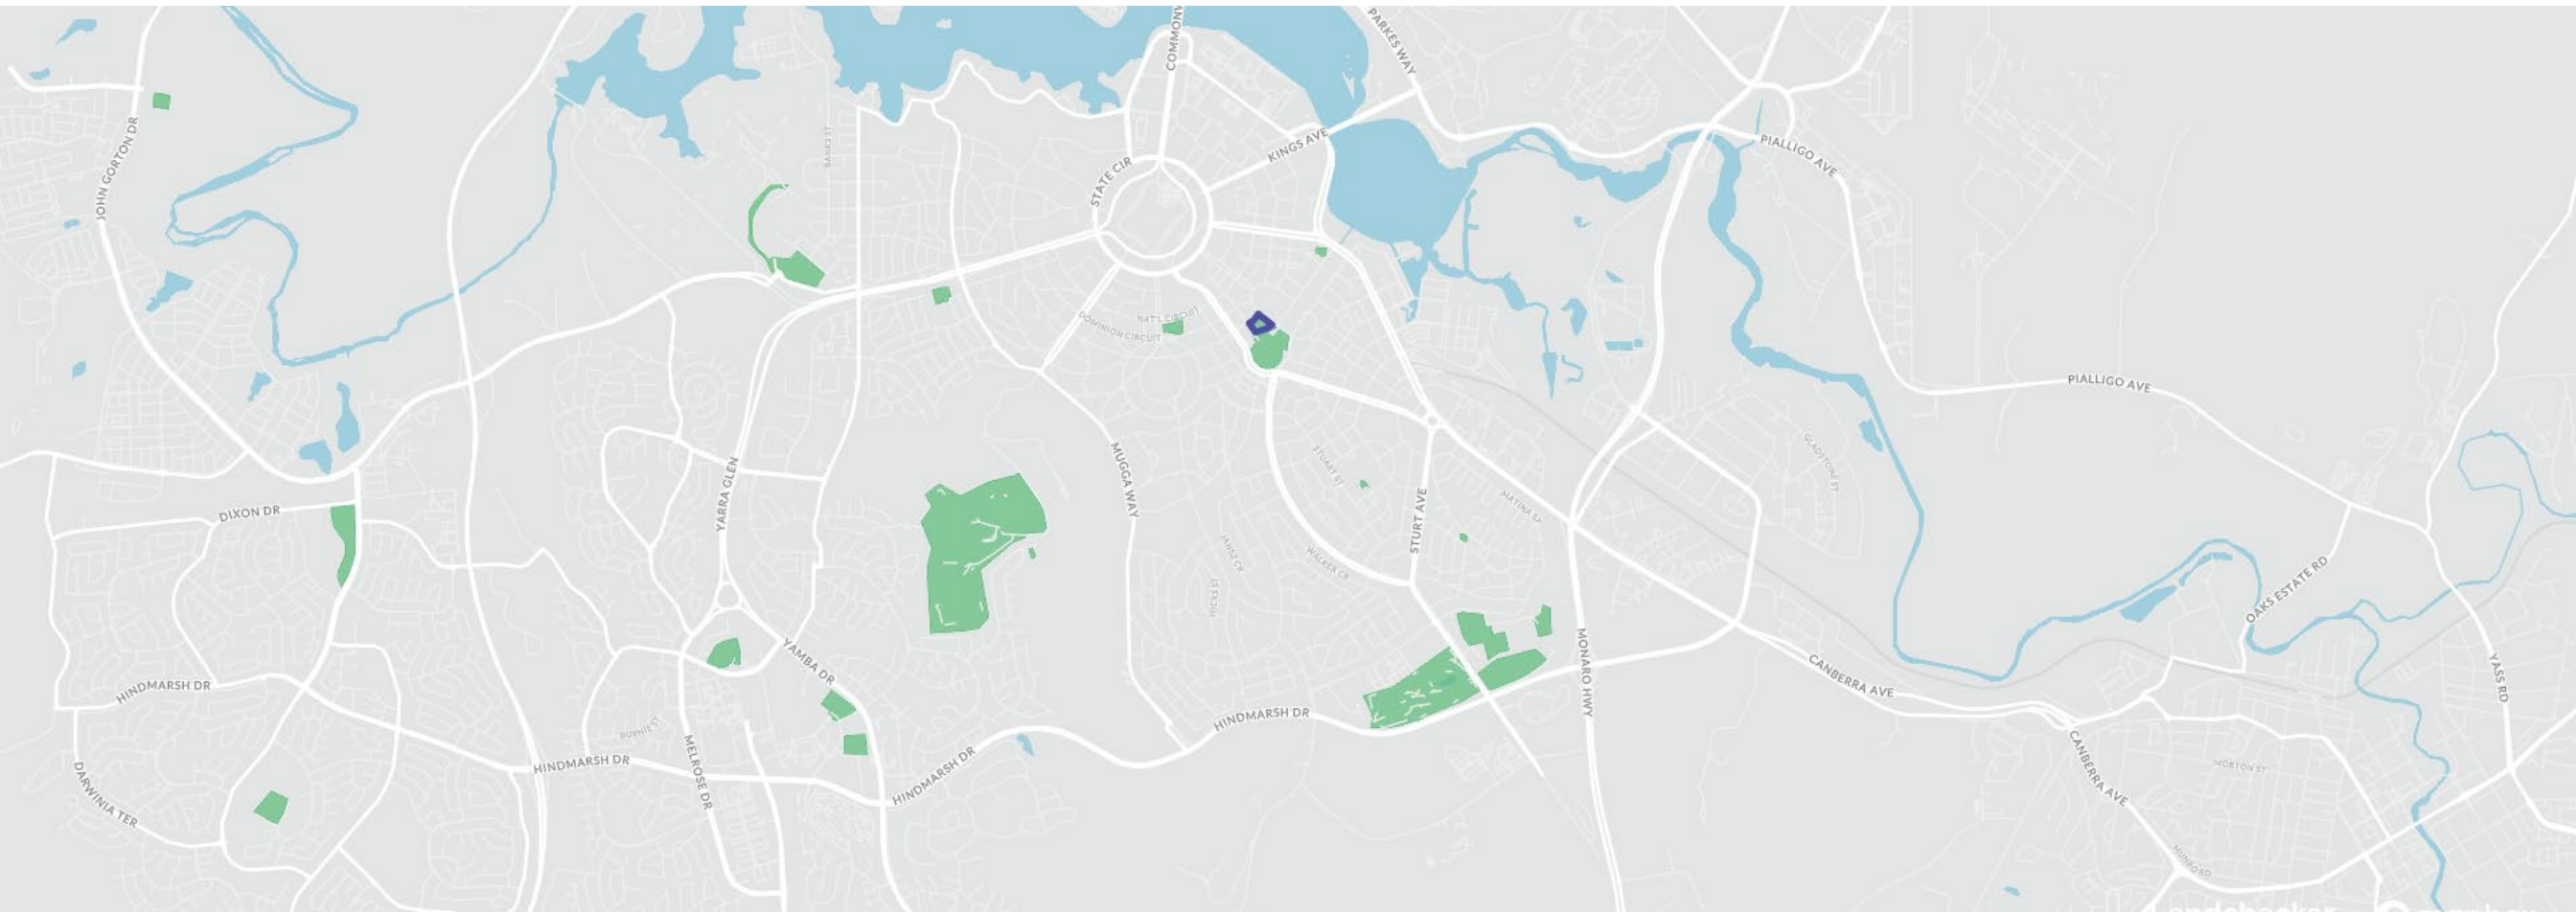 COMMONW
PARKES WAY
JOHN GORTON DR
BANKS ST
KINGS AVE
PIALLIGO AVE
STATE CIR
NAT'L CIRCUIT
DOMINION CIRCUIT
PIALLIGO AVE
MUGGA WAY
STUART ST
GLADSTONE ST
YARRA GLEN
DIXON DR
STURT AVE
MATINA ST
JANSZ CR
WALKER CR
HICKS ST
OAKS ESTATE RD
YAMBA DR
HINDMARSH DR
MONARO HWY
CANBERRA AVE
YASS RD
HINDMARSH DR
BURNIE ST
MELROSE DR
HINDMARSH DR
HINDMARSH DR
DARWINIA TER
CANBERRA AVE
MORTON ST
MUNRO RD